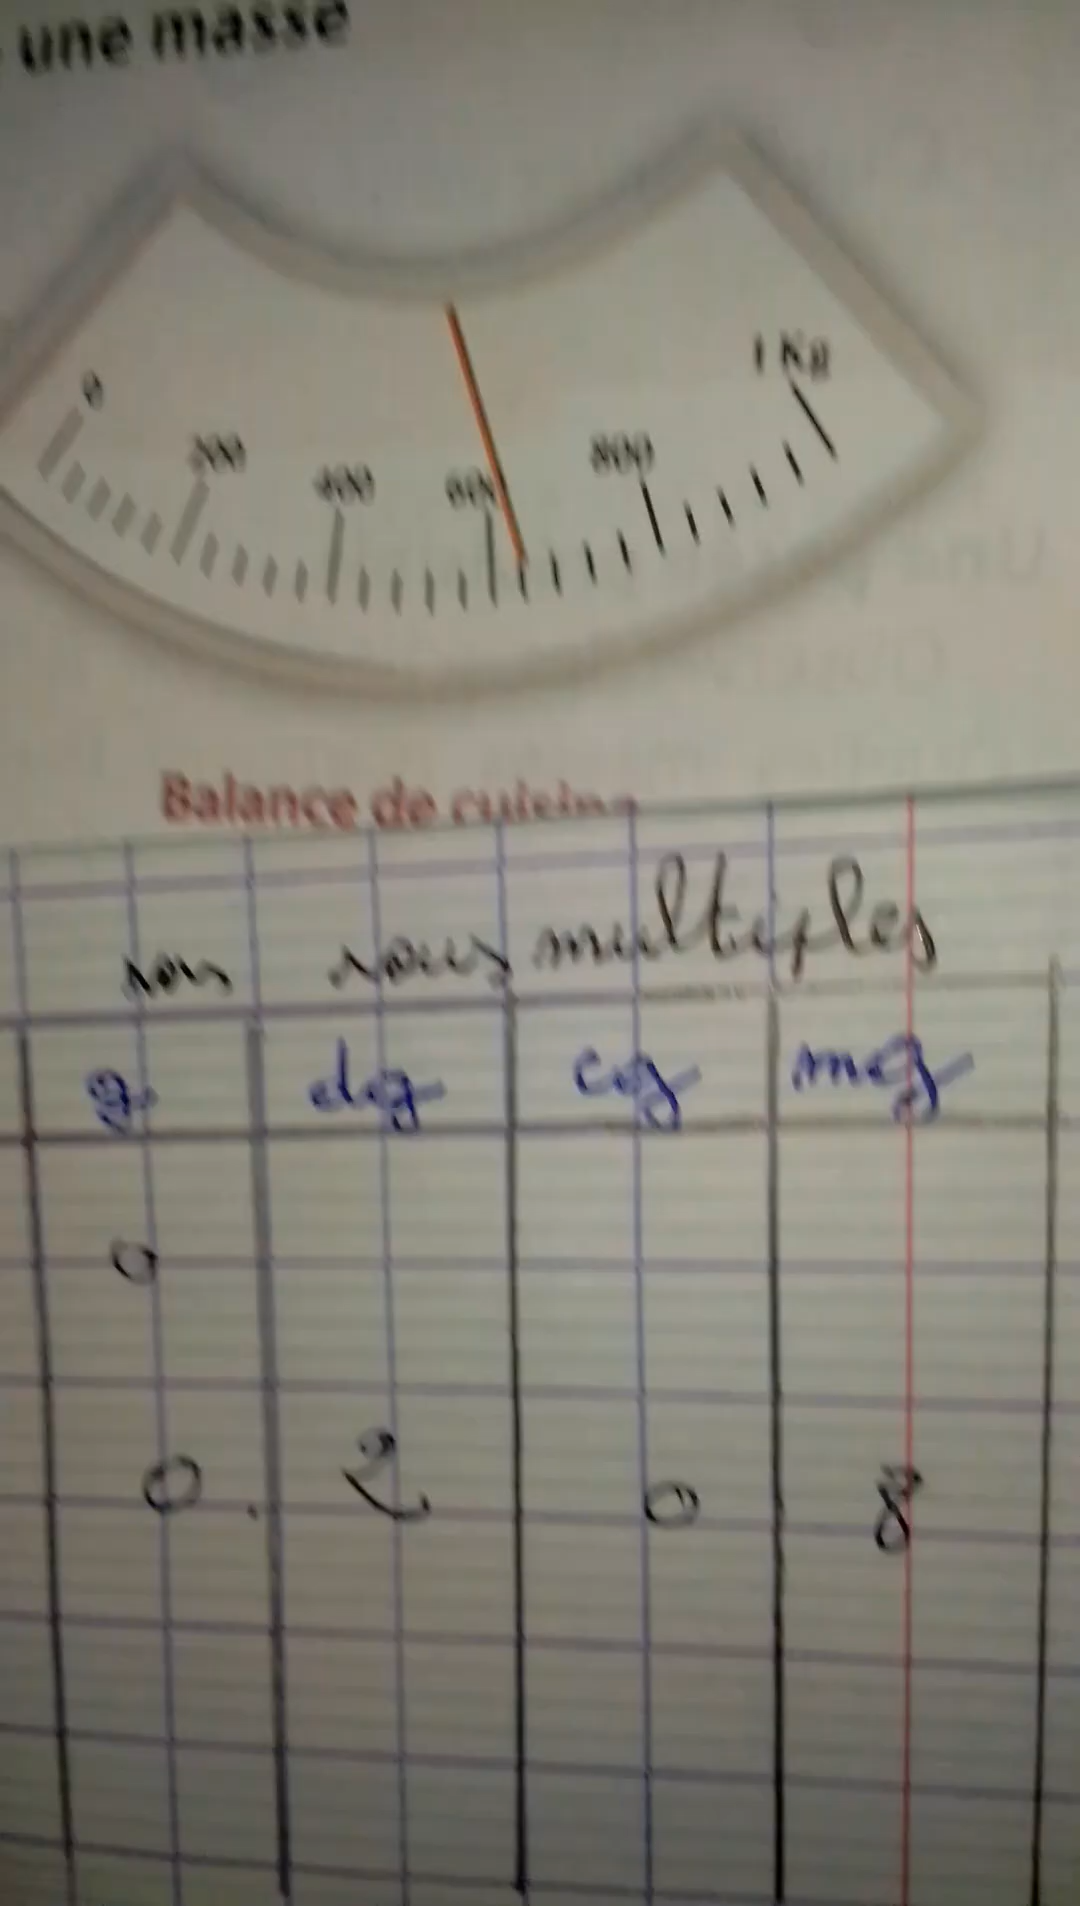 une masse
0 200 400 600 800 1 Kg
Balance de cuisine
sous multiples
g dg cg mg
0
0. 2 0 8